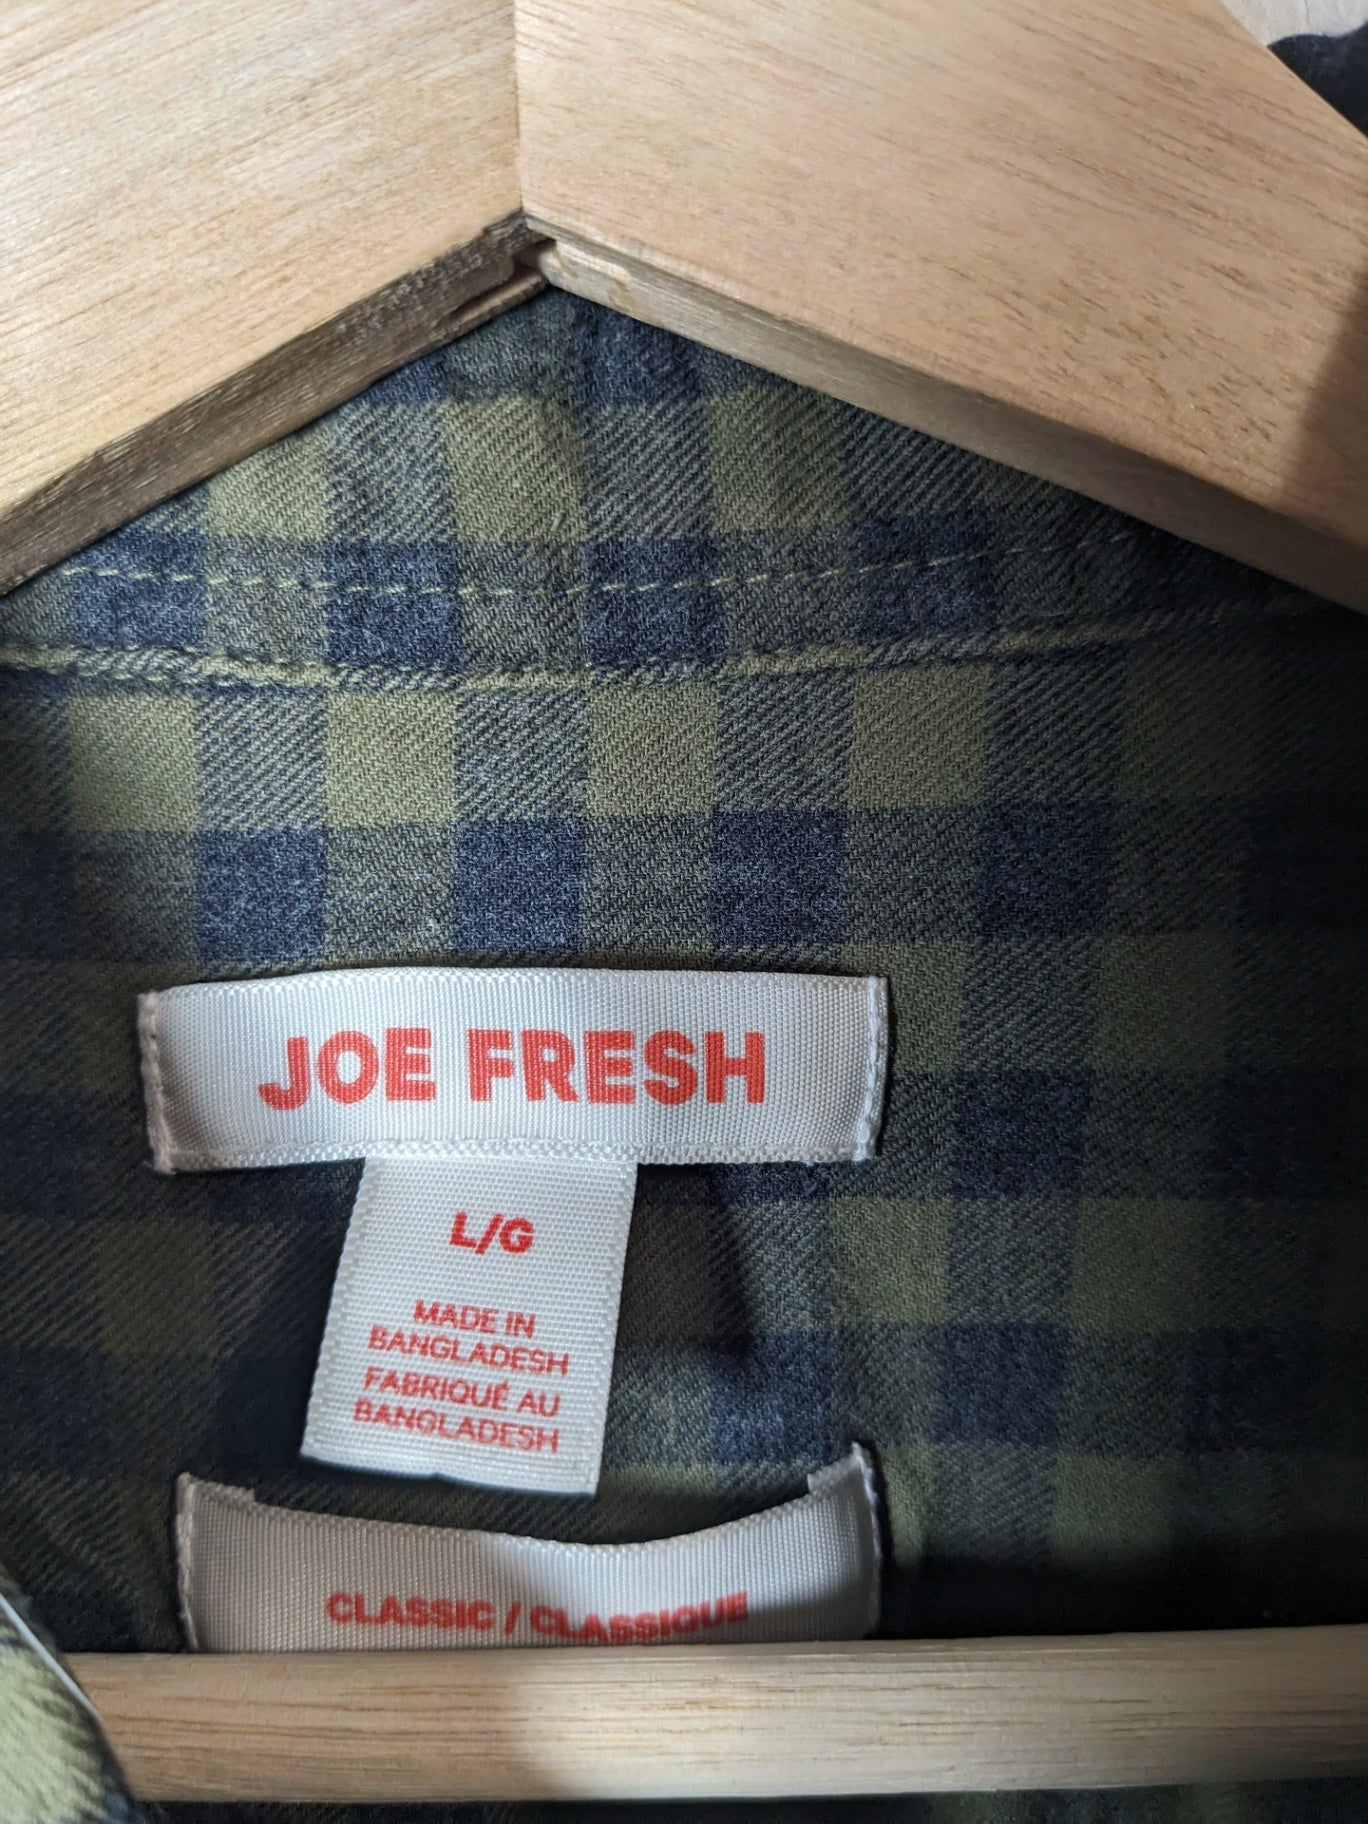 JOE FRESH
L/G
MADE IN
BANGLADESH
FABRIQUÉ AU
BANGLADESH
CLASSIC / CLASSIQUE